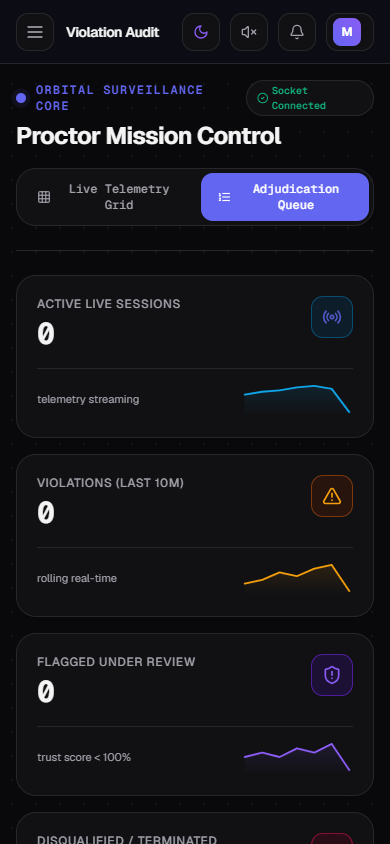 Violation Audit
M
ORBITAL SURVEILLANCE
CORE
Socket
Connected
Proctor Mission Control
Live Telemetry
Grid
Adjudication
Queue
ACTIVE LIVE SESSIONS
0
telemetry streaming
VIOLATIONS (LAST 10M)
0
rolling real-time
FLAGGED UNDER REVIEW
0
trust score < 100%
DISQUALIFIED / TERMINATED